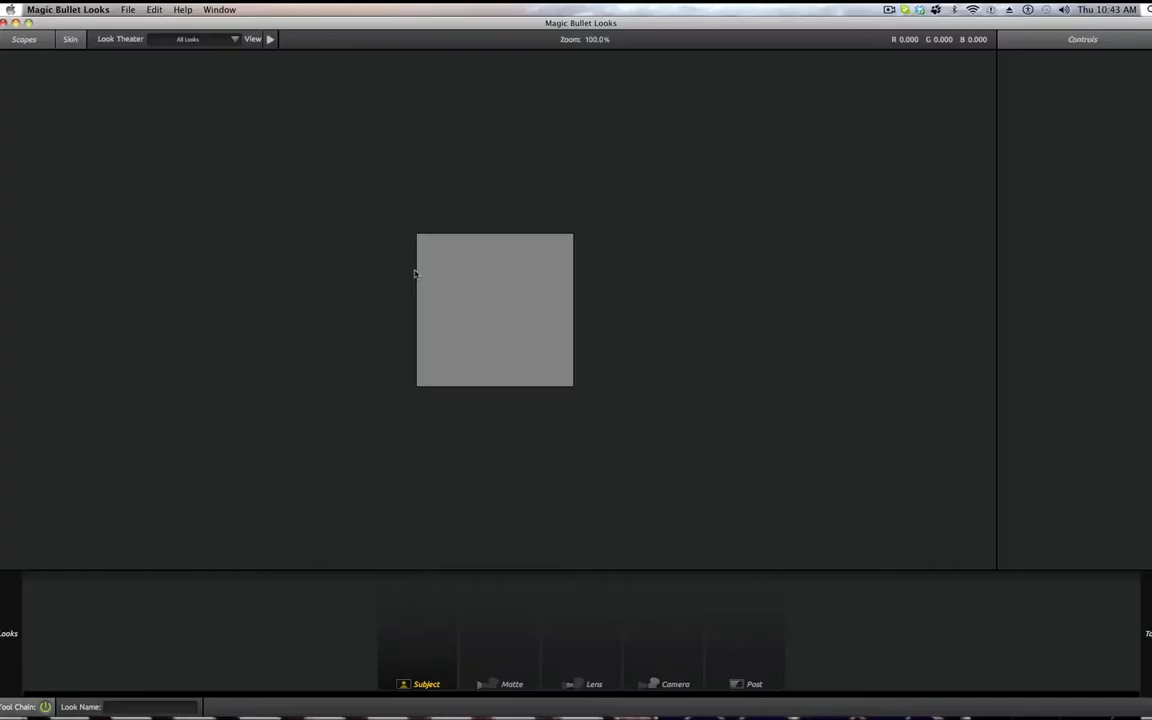 Magic Bullet Looks File Edit Help Window Thu 10:43 AM
Magic Bullet Looks
Scopes Skin Look Theater All Looks View Zoom: 100.0% R 0.000 G 0.000 B 0.000 Controls
ooks To
Subject Matte Lens Camera Post
Tool Chain: Look Name: